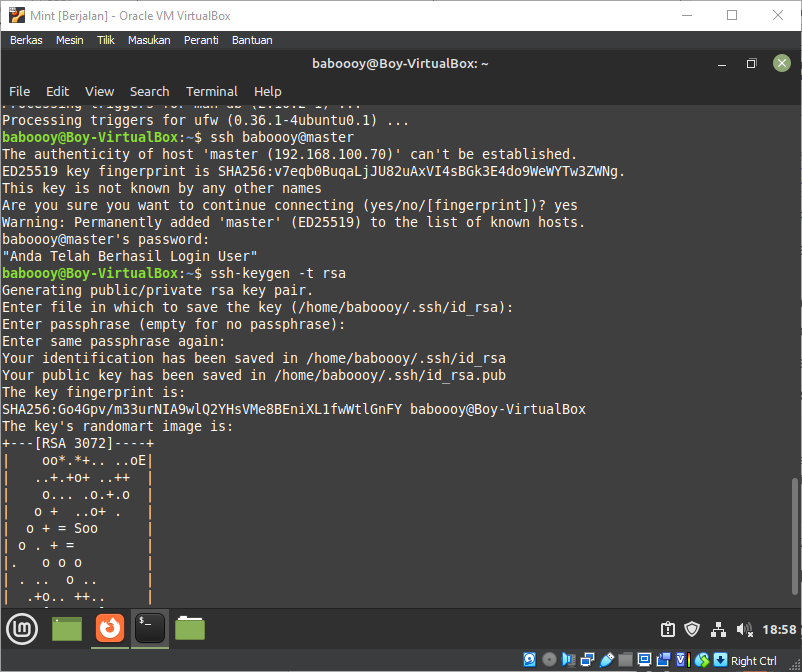 Mint [Berjalan] - Oracle VM VirtualBox
Berkas Mesin Tilik Masukan Peranti Bantuan
baboooy@Boy-VirtualBox: ~
File Edit View Search Terminal Help
Processing triggers for man-db (2.10.2-1) ...
Processing triggers for ufw (0.36.1-4ubuntu0.1) ...
baboooy@Boy-VirtualBox:~$ ssh baboooy@master
The authenticity of host 'master (192.168.100.70)' can't be established.
ED25519 key fingerprint is SHA256:v7eqb0BuqaLjJU82uAxVI4sBGk3E4do9WeWYTw3ZWNg.
This key is not known by any other names
Are you sure you want to continue connecting (yes/no/[fingerprint])? yes
Warning: Permanently added 'master' (ED25519) to the list of known hosts.
baboooy@master's password:
"Anda Telah Berhasil Login User"
baboooy@Boy-VirtualBox:~$ ssh-keygen -t rsa
Generating public/private rsa key pair.
Enter file in which to save the key (/home/baboooy/.ssh/id_rsa):
Enter passphrase (empty for no passphrase):
Enter same passphrase again:
Your identification has been saved in /home/baboooy/.ssh/id_rsa
Your public key has been saved in /home/baboooy/.ssh/id_rsa.pub
The key fingerprint is:
SHA256:Go4Gpv/m33urNIA9wlQ2YHsVMe8BEniXL1fwWtlGnFY baboooy@Boy-VirtualBox
The key's randomart image is:
+---[RSA 3072]----+
|    oo*.*+.. ..oE|
|   ..+.+o+ ..++  |
|    o... .o.+.o  |
|   o +  ..o+ .   |
|  o + = Soo      |
| o . + =         |
|.   o o o        |
| . ..  o ..      |
|  .+o.. ++..     |
18:58
Right Ctrl